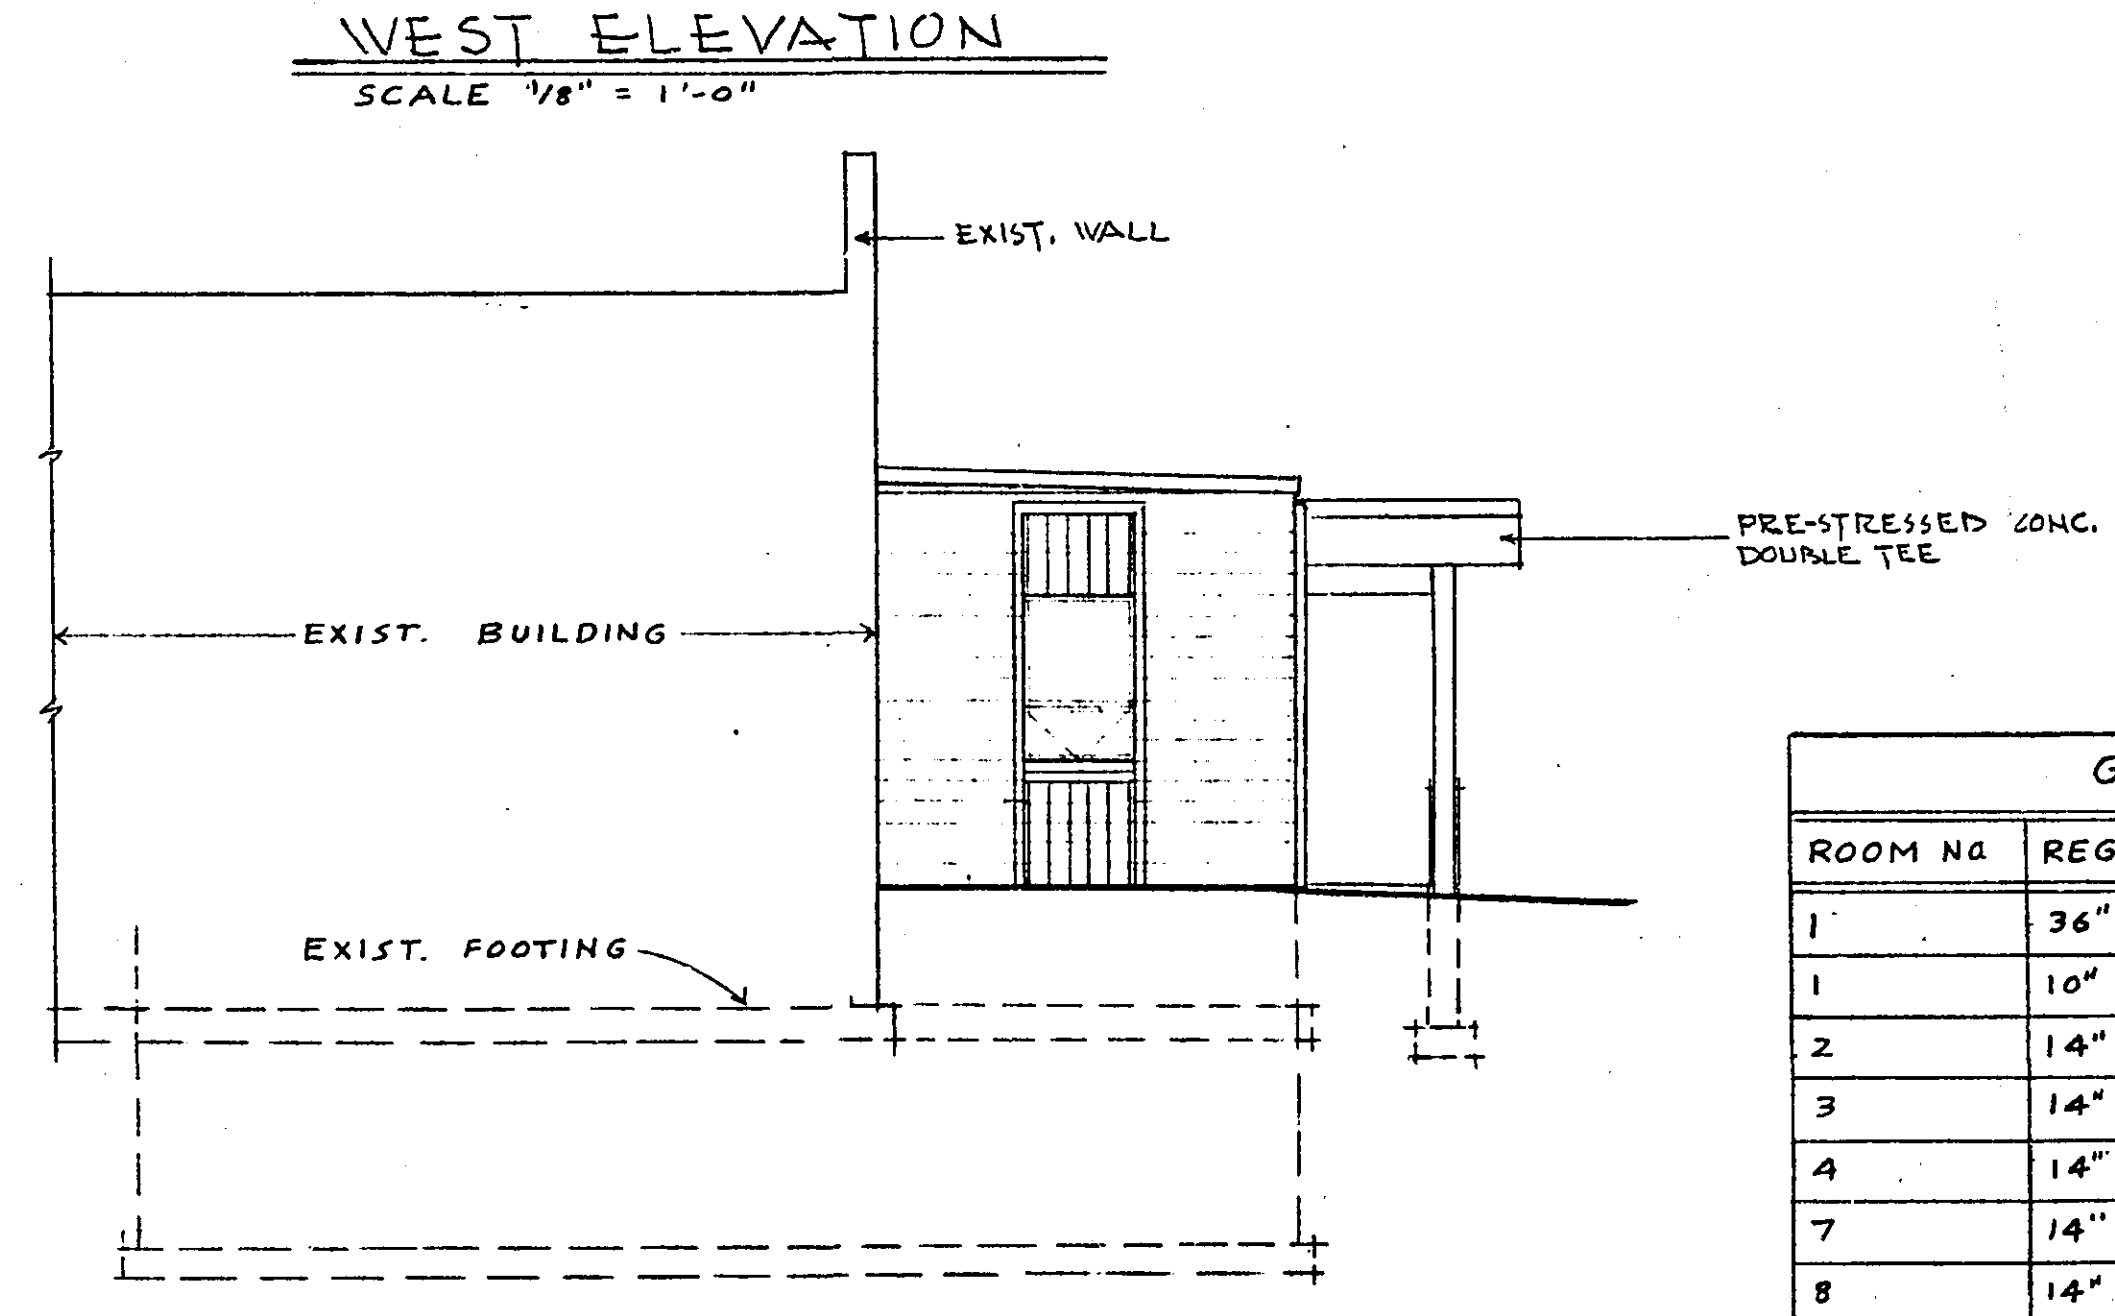 WEST ELEVATION
SCALE 1/8" = 1'-0"
EXIST. WALL
PRE-STRESSED CONC.
DOUBLE TEE
EXIST. BUILDING
EXIST. FOOTING
G
ROOM NO REG
1 36"
1 10"
2 14"
3 14"
4 14"
7 14"
8 14"